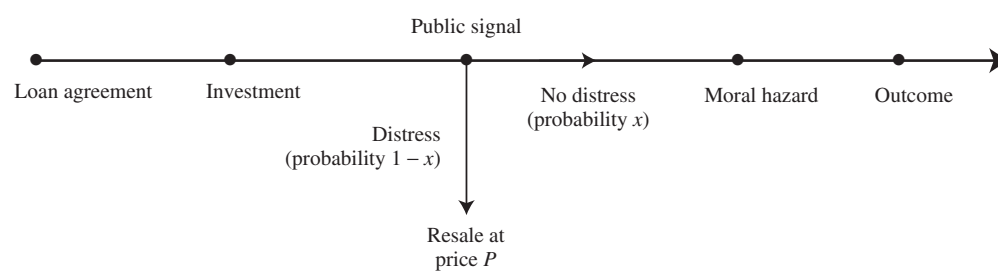 Public signal
Loan agreement
Investment
No distress
(probability x)
Moral hazard
Outcome
Distress
(probability 1 – x)
Resale at
price P